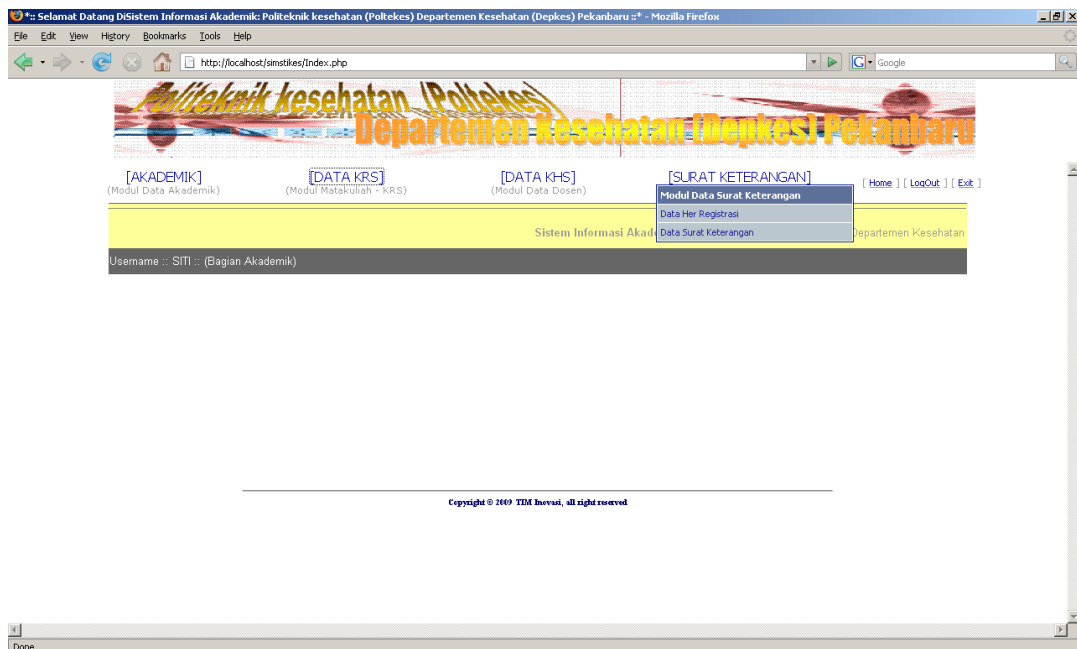 *:: Selamat Datang DiSistem Informasi Akademik: Politeknik kesehatan (Poltekes) Departemen Kesehatan (Depkes) Pekanbaru ::* - Mozilla Firefox
File Edit View History Bookmarks Tools Help
http://localhost/simstikes/Index.php
G Google
Politeknik kesehatan (Poltekes)
Departemen Kesehatan (Depkes) Pekanbaru
[AKADEMIK] [DATA KRS] [DATA KHS] [SURAT KETERANGAN] [ Home ] [ LogOut ] [ Exit ]
(Modul Data Akademik) (Modul Matakuliah - KRS) (Modul Data Dosen)
Modul Data Surat Keterangan
Data Her Registrasi
Data Surat Keterangan
Sistem Informasi Akad Departemen Kesehatan
Username :: SITI :: (Bagian Akademik)
Copyright © 2009 TIM Inovasi, all right reserved
Done